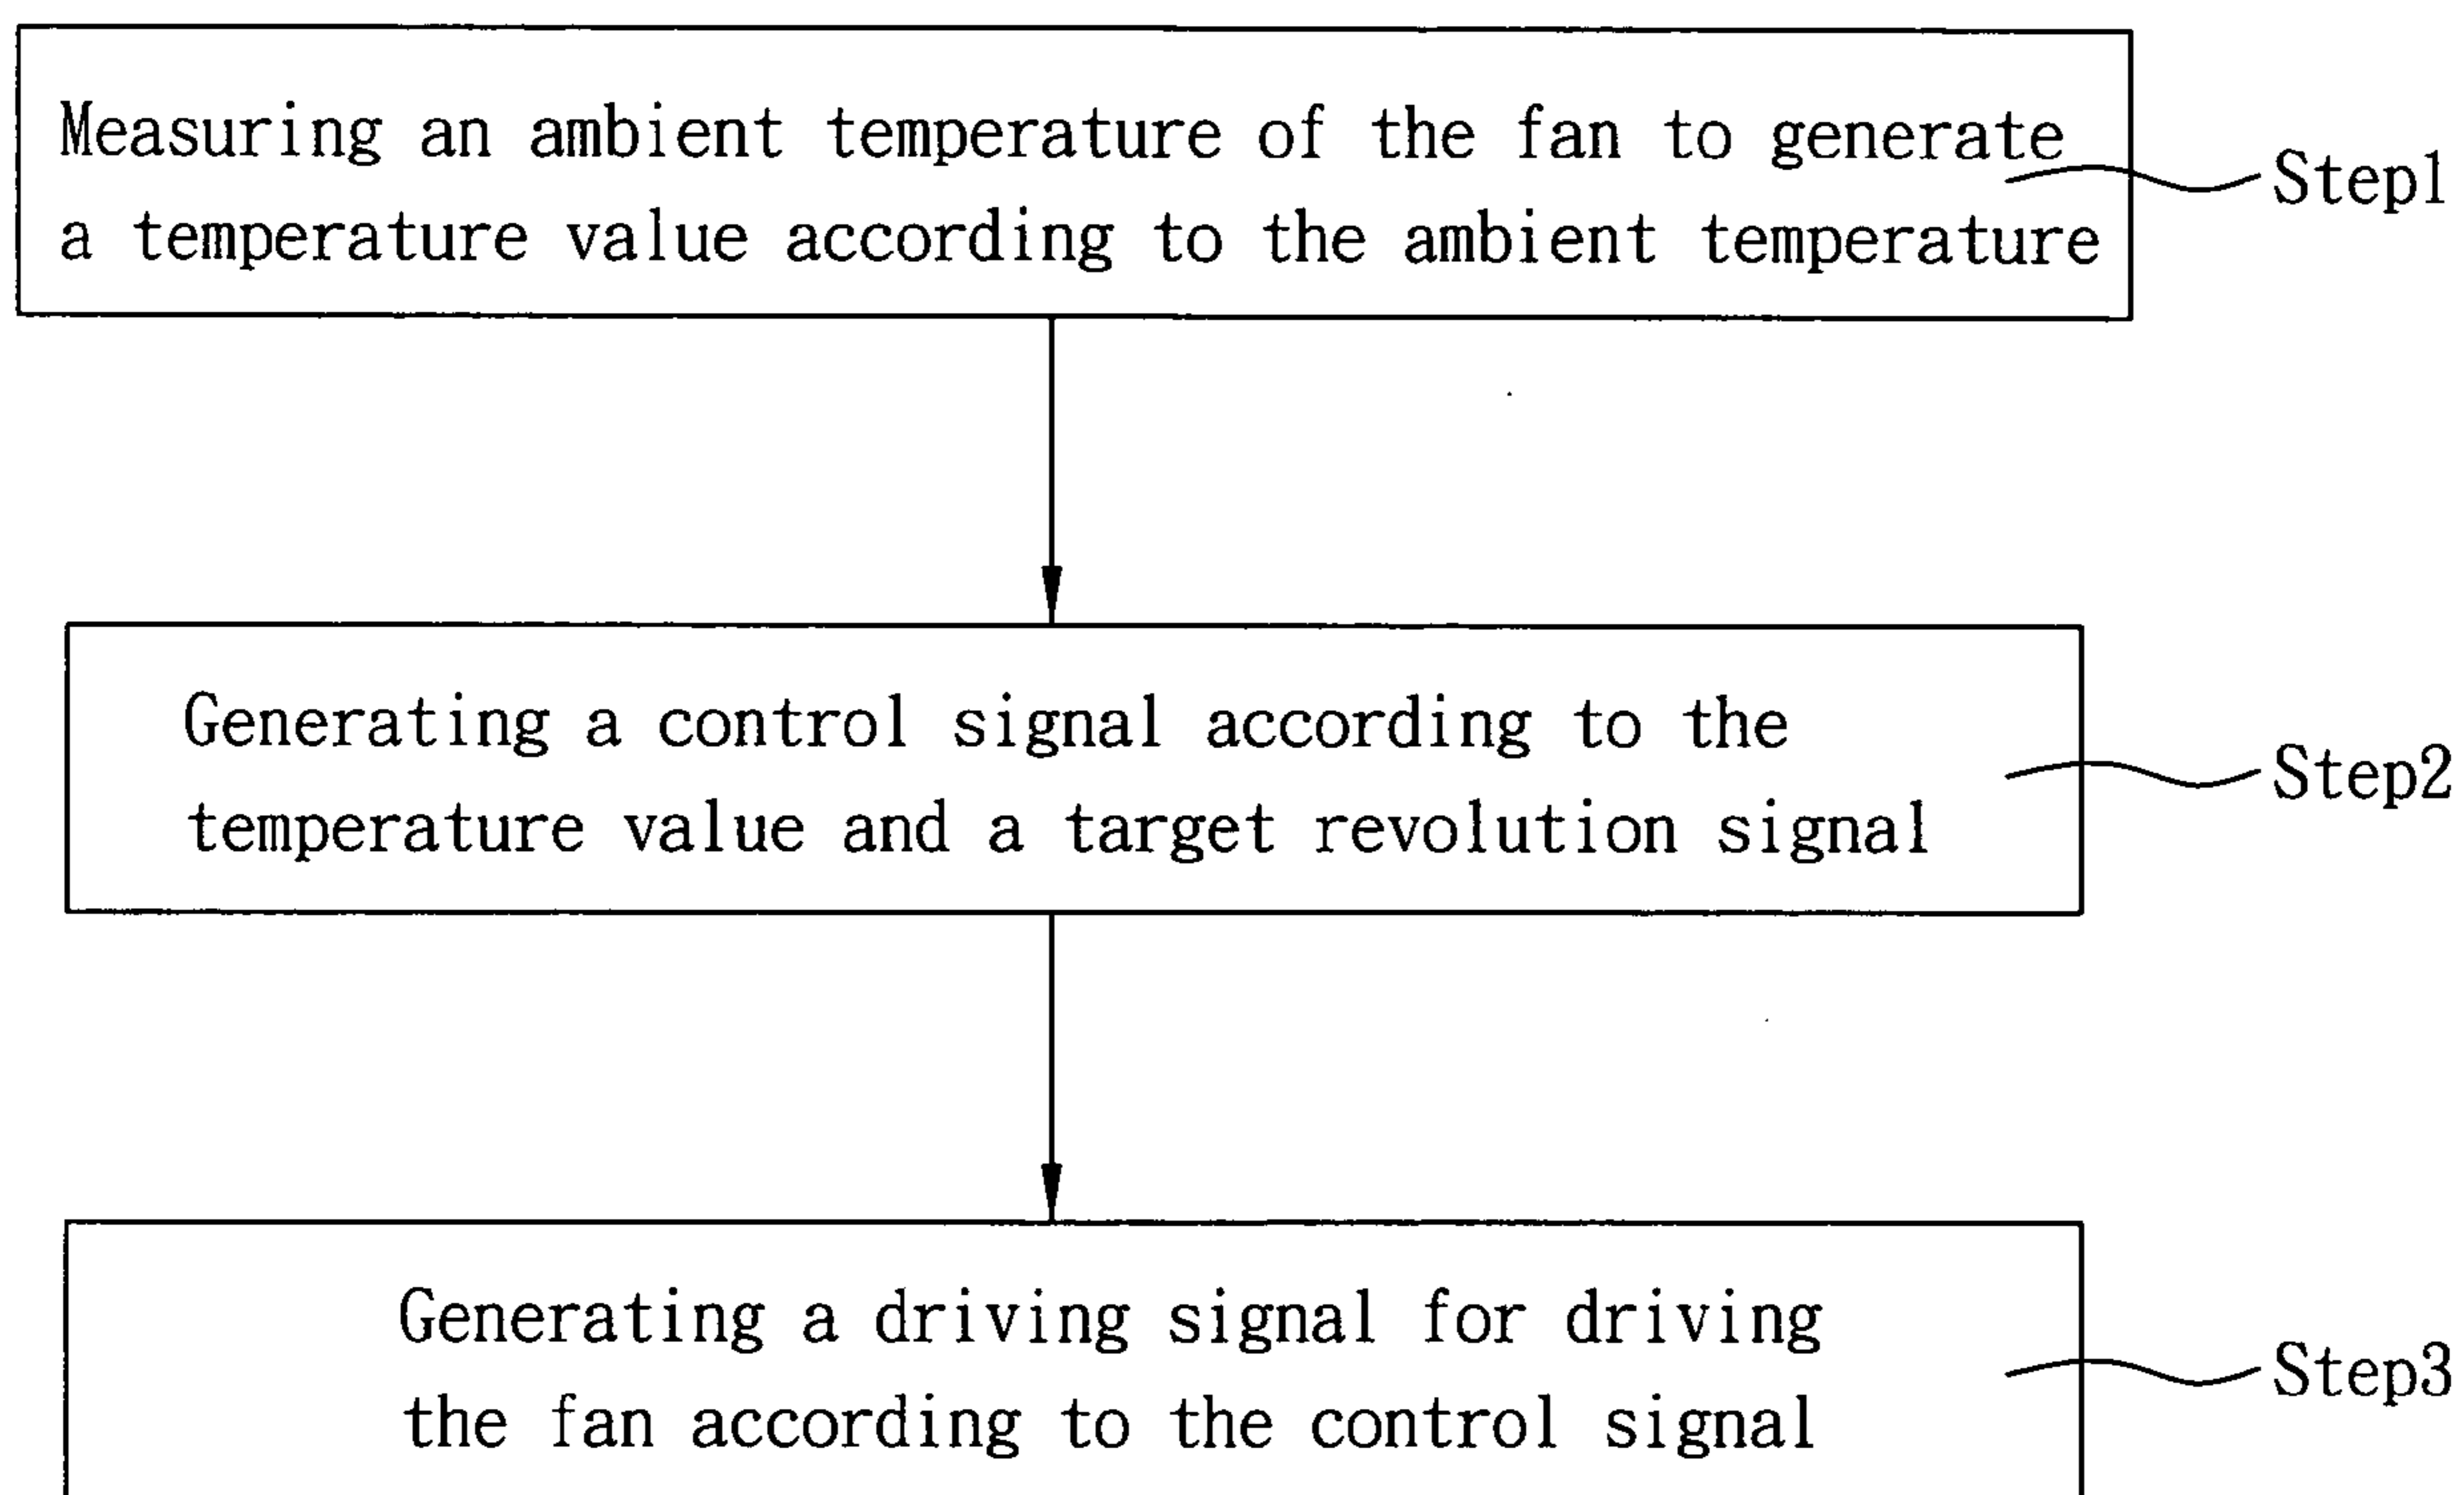 Measuring an ambient temperature of the fan to generate
a temperature value according to the ambient temperature
Step1
Generating a control signal according to the
temperature value and a target revolution signal
Step2
Generating a driving signal for driving
the fan according to the control signal
Step3